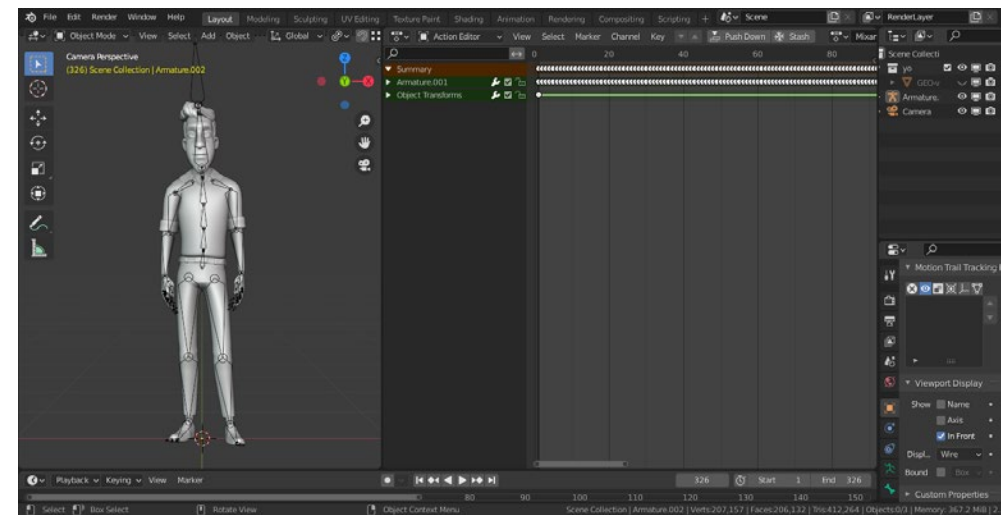 File Edit Render Window Help Layout Modeling Sculpting UV Editing Texture Paint Shading Animation Rendering Compositing Scripting + Scene RenderLayer
Object Mode View Select Add Object Global Action Editor View Select Marker Channel Key Push Down Stash Mixar
Camera Perspective
(326) Scene Collection | Armature.002
0 20 40 60 80
Summary
Armature.001
Object Transforms
Scene Collecti
yo
GEO-v
Armature.
Camera
Z
Y
X
Motion Trail Tracking
Viewport Display
Show Name
Axis
In Front
Displ... Wire
Bound Box
Custom Properties
Playback Keying View Marker 326 Start 1 End 326
80 90 100 110 120 130 140 150
Select Box Select Rotate View Object Context Menu Scene Collection | Armature.002 | Verts:207,157 | Faces:206,132 | Tris:412,264 | Objects:0/3 | Memory: 367.2 MiB | 2.